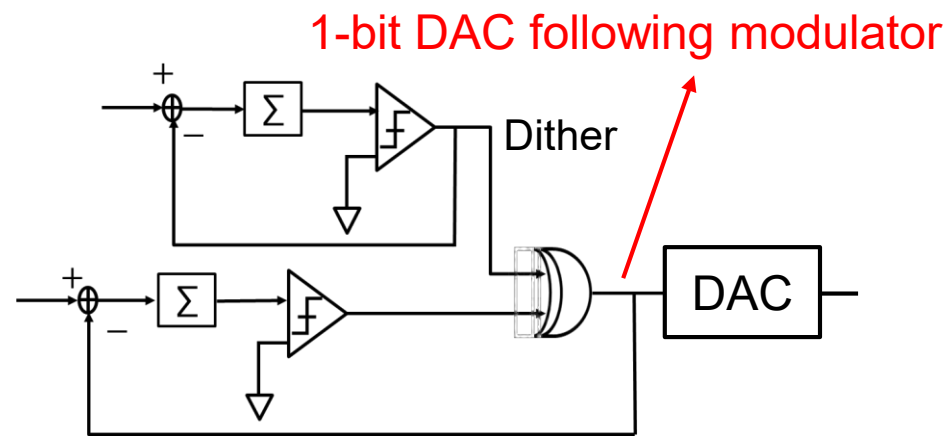 1-bit DAC following modulator
+
Σ
−
Dither
+
Σ
−
DAC